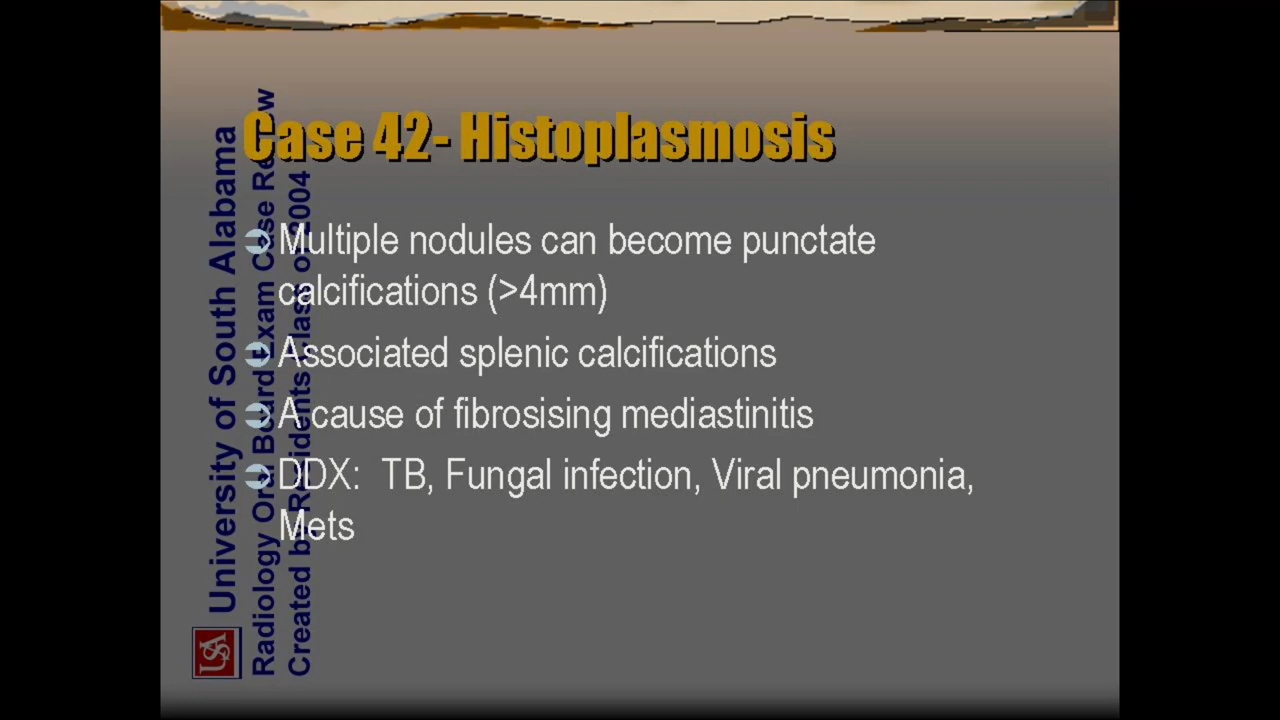 Case 42- Histoplasmosis
Multiple nodules can become punctate
calcifications (>4mm)
Associated splenic calcifications
A cause of fibrosising mediastinitis
DDX: TB, Fungal infection, Viral pneumonia,
Mets
University of South Alabama
Radiology Oral Board Exam Case Review
Created by Residents Class of 2004
USA